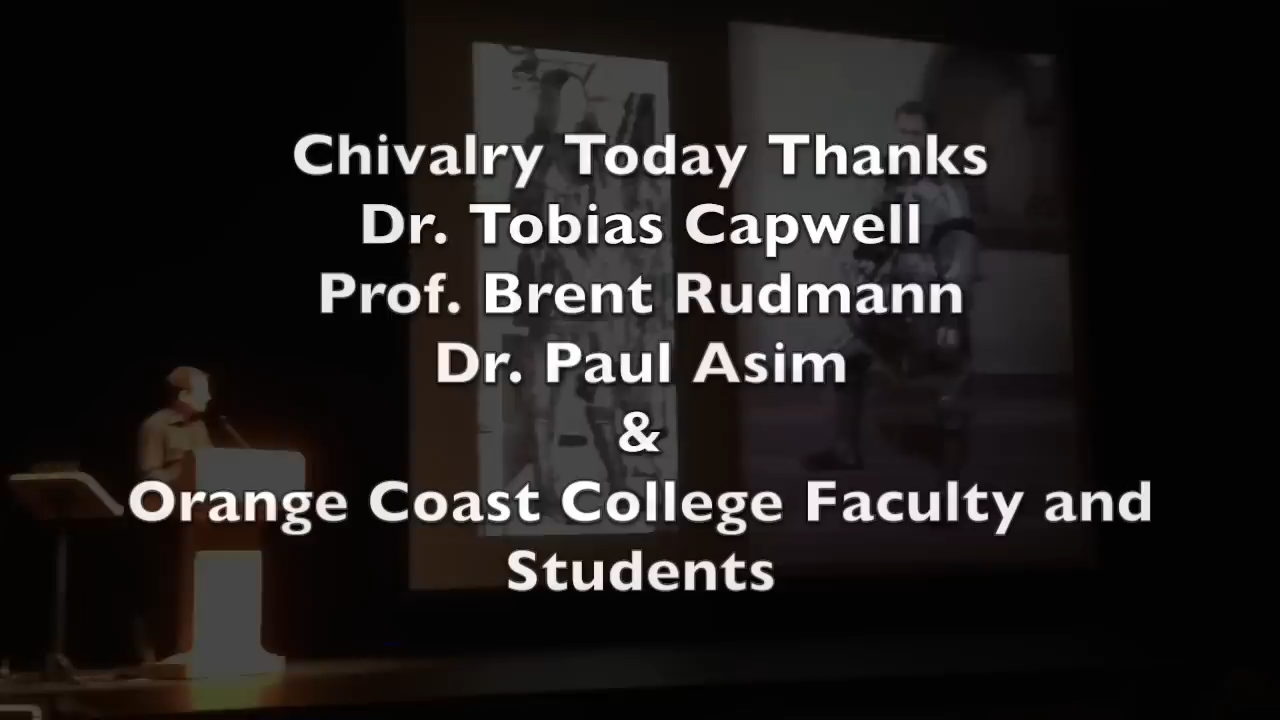 Chivalry Today Thanks
Dr. Tobias Capwell
Prof. Brent Rudmann
Dr. Paul Asim
&
Orange Coast College Faculty and
Students